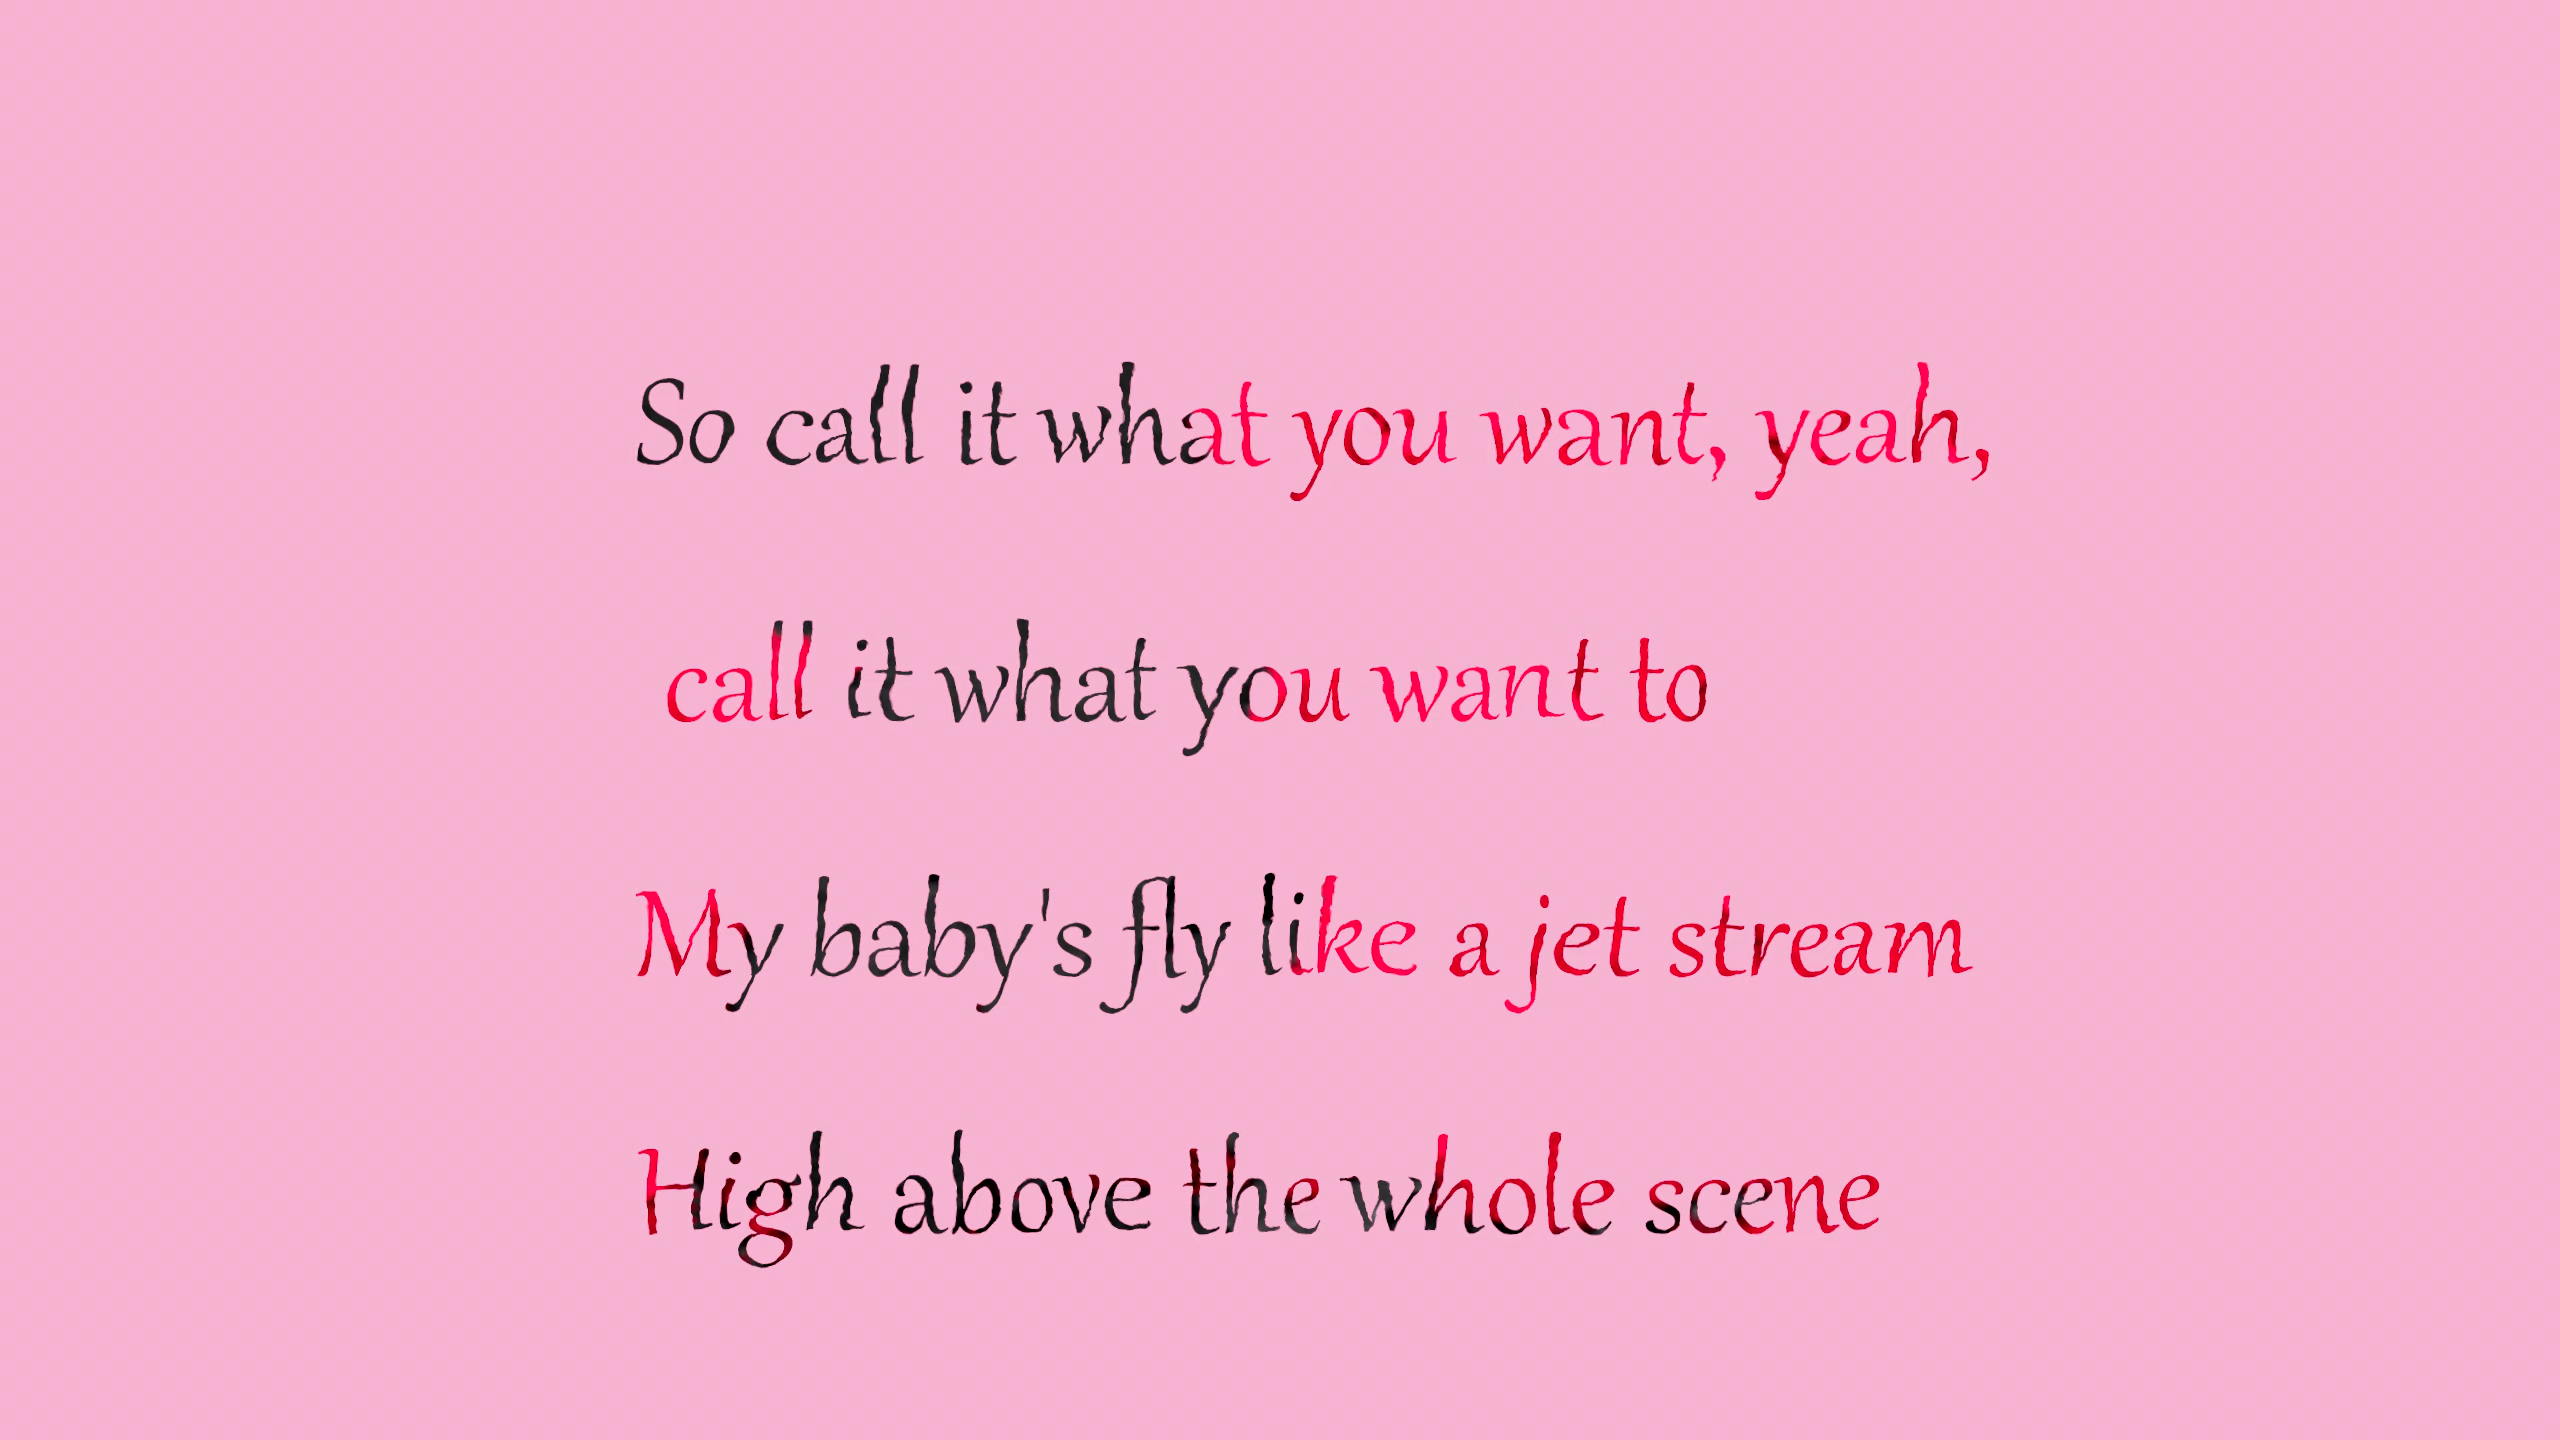 So call it what you want, yeah,
call it what you want to
My baby's fly like a jet stream
High above the whole scene